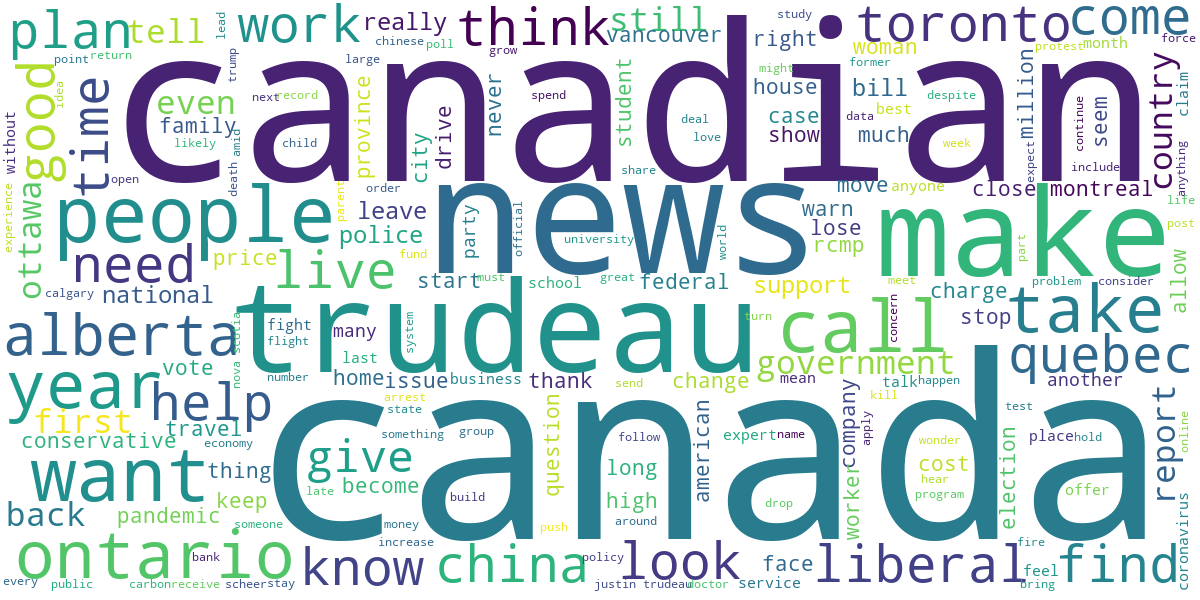 canadian
canada
news
trudeau
make
people
think
work
plan
tell
lead
really
chinese
poll
return
point
trump
large
grow
still
vancouver
study
right
woman
toronto
come
former
protest
month
force
might
good
idea
time
even
family
likely
next
record
child
amid
death
open
without
experience
province
city
drive
never
spend
student
deal
love
share
house
bill
case
show
much
best
data
despite
week
million
expect
continue
include
seem
country
claim
anything
ottawa
need
price
parent
order
leave
police
fund
party
official
university
world
move
anyone
warn
lose
rcmp
close
montreal
life
post
part
calgary
national
live
start
must
school
great
federal
support
meet
charge
problem
consider
allow
alberta
nova scotia
fight
flight
many
system
last
number
home
issue
business
thank
send
turn
call
concern
government
stop
take
quebec
year
vote
help
first
travel
conservative
economy
thing
arrest
state
something
group
change
mean
talk
happen
kill
another
want
give
late
become
build
question
follow
long
high
american
expert
name
drop
company
apply
wonder
cost
hear
program
election
test
place
hold
offer
report
online
back
pandemic
keep
someone
money
increase
push
around
worker
fire
coronavirus
ontario
bank
know
china
policy
look
face
service
liberal
feel
bring
find
every
public
carbon
receive
scheer
stay
justin trudeau
doctor